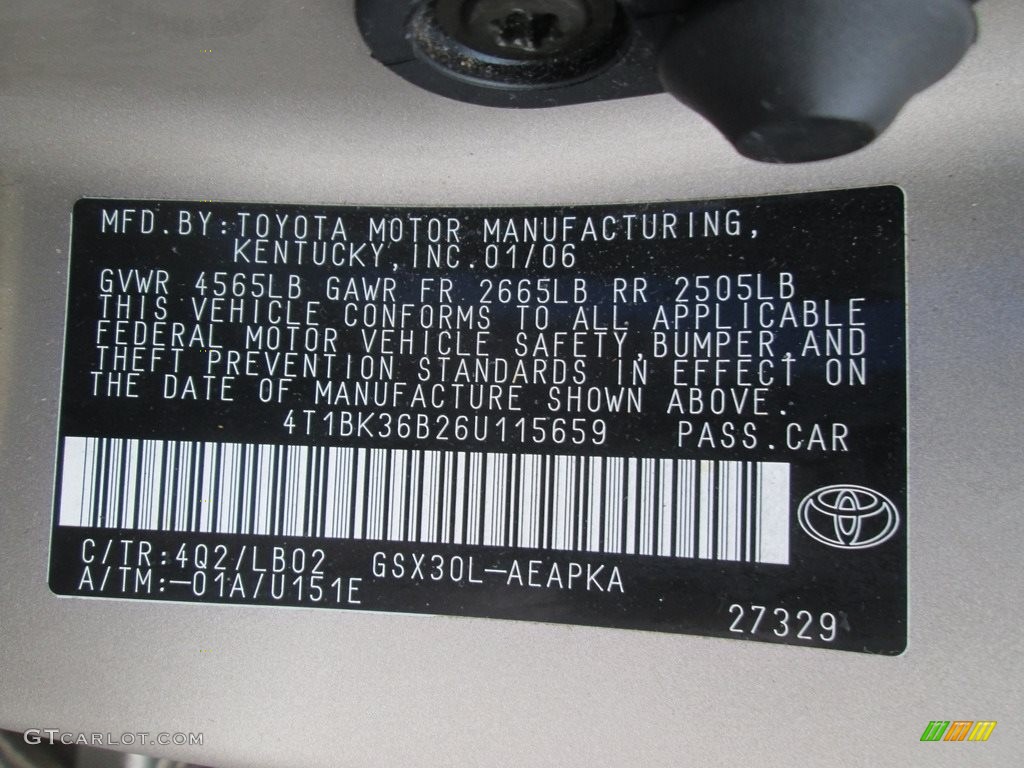 MFD.BY:TOYOTA MOTOR MANUFACTURING,
KENTUCKY,INC.01/06
GVWR 4565LB GAWR FR 2665LB RR 2505LB
THIS VEHICLE CONFORMS TO ALL APPLICABLE
FEDERAL MOTOR VEHICLE SAFETY,BUMPER,AND
THEFT PREVENTION STANDARDS IN EFFECT ON
THE DATE OF MANUFACTURE SHOWN ABOVE.
4T1BK36B26U115659 PASS.CAR
C/TR:4Q2/LB02 GSX30L-AEAPKA
A/TM:-01A/U151E
27329
GTCARLOT.COM